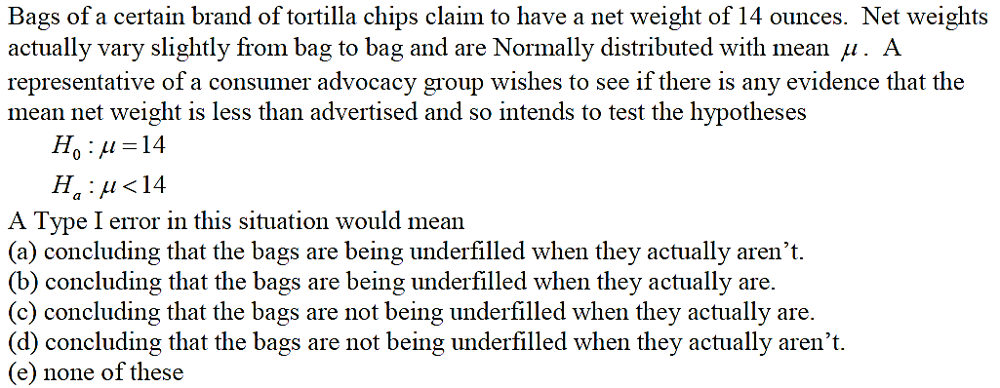 Bags of a certain brand of tortilla chips claim to have a net weight of 14 ounces.  Net weights
actually vary slightly from bag to bag and are Normally distributed with mean μ.  A
representative of a consumer advocacy group wishes to see if there is any evidence that the
mean net weight is less than advertised and so intends to test the hypotheses
H₀ : μ = 14
Hₐ : μ < 14
A Type I error in this situation would mean
(a) concluding that the bags are being underfilled when they actually aren’t.
(b) concluding that the bags are being underfilled when they actually are.
(c) concluding that the bags are not being underfilled when they actually are.
(d) concluding that the bags are not being underfilled when they actually aren’t.
(e) none of these